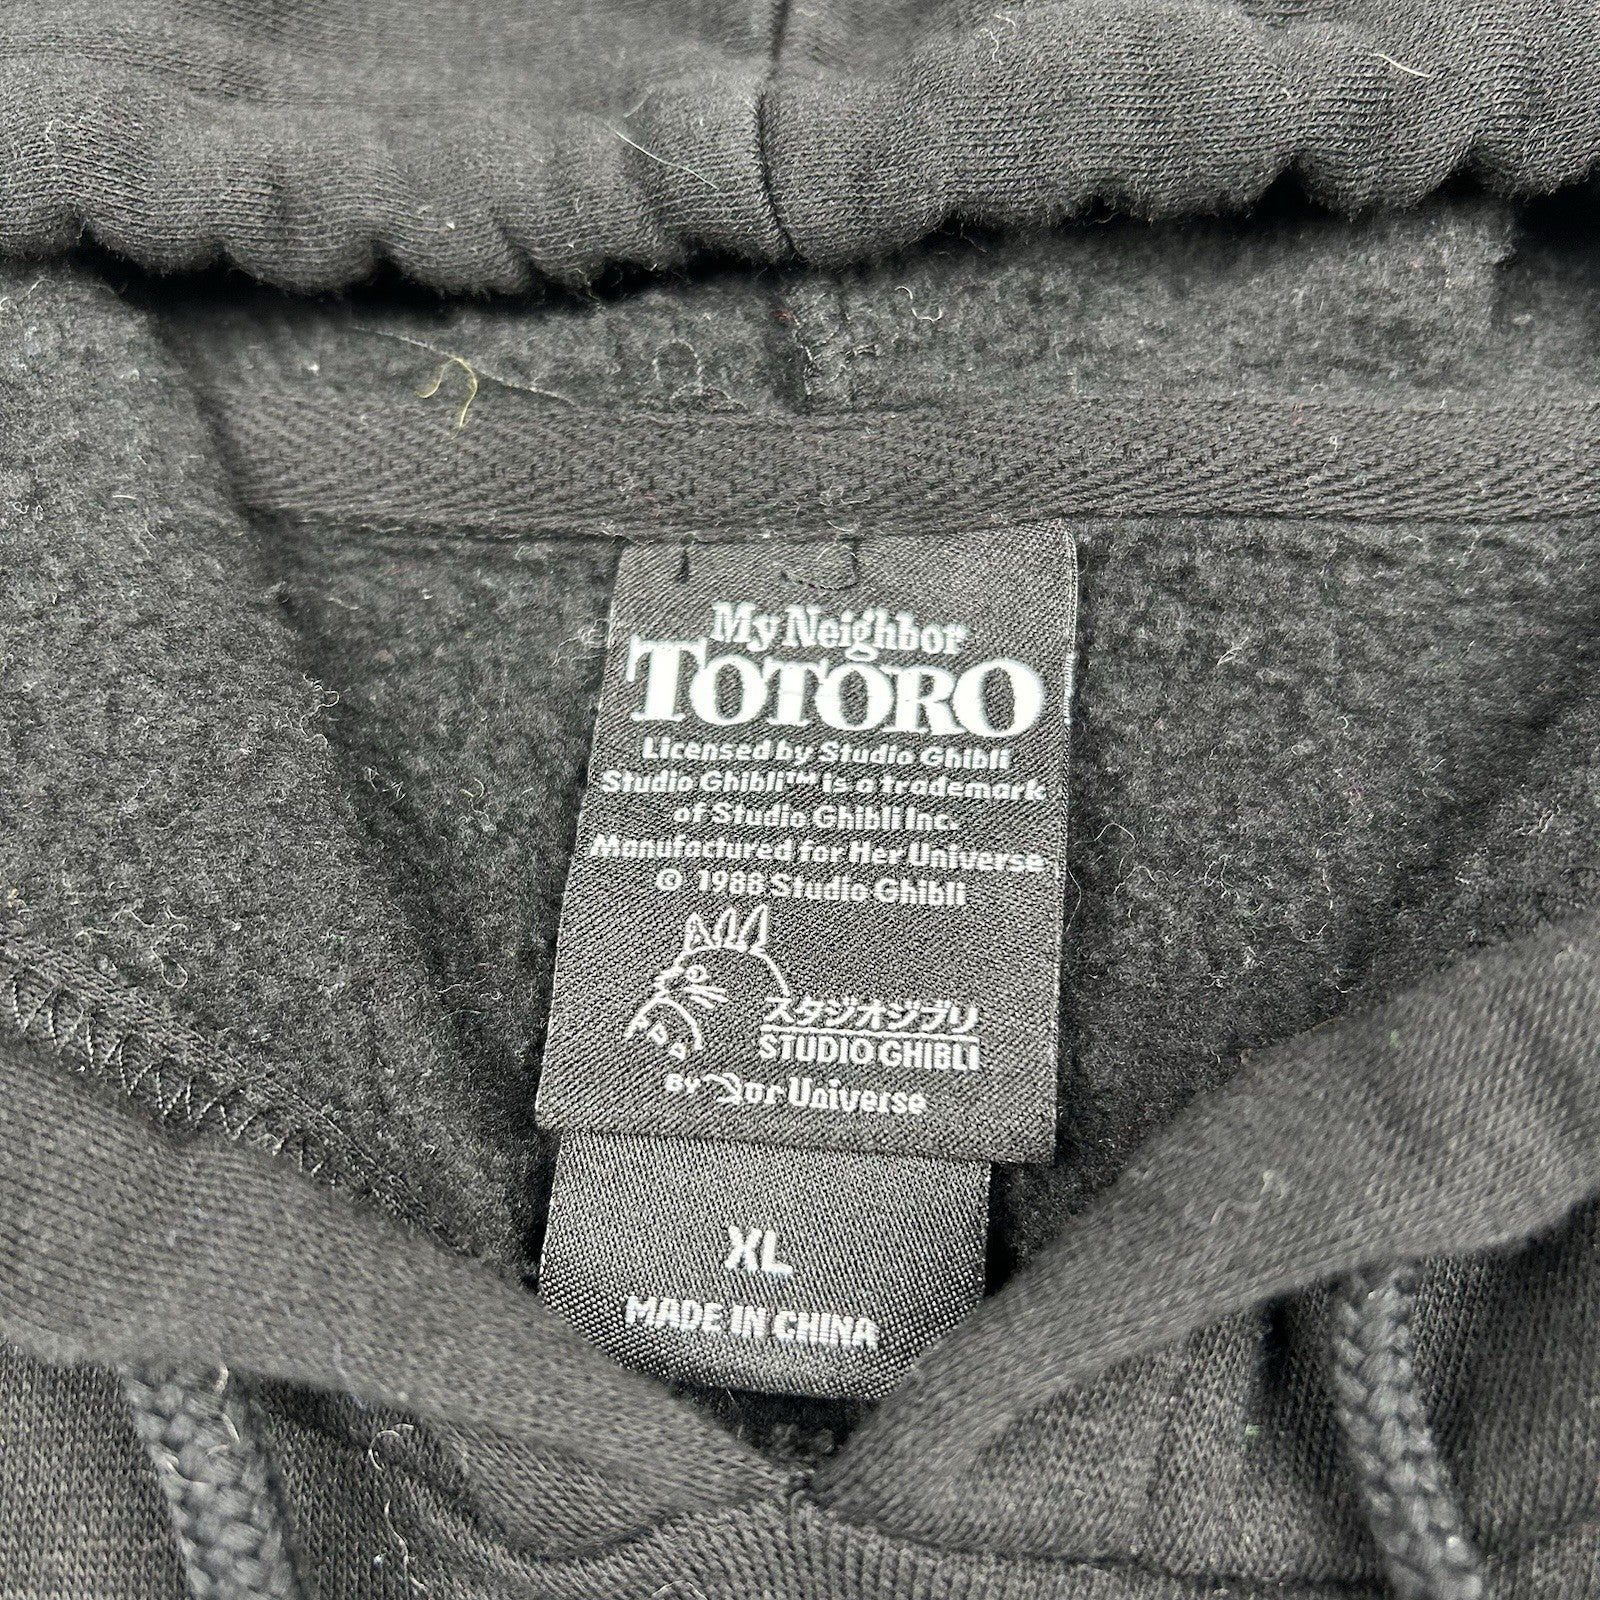 My Neighbor
TOTORO
Licensed by Studio Ghibli
Studio Ghibli™ is a trademark
of Studio Ghibli Inc.
Manufactured for Her Universe
© 1988 Studio Ghibli
スタジオジブリ
STUDIO GHIBLI
BY Her Universe
XL
MADE IN CHINA